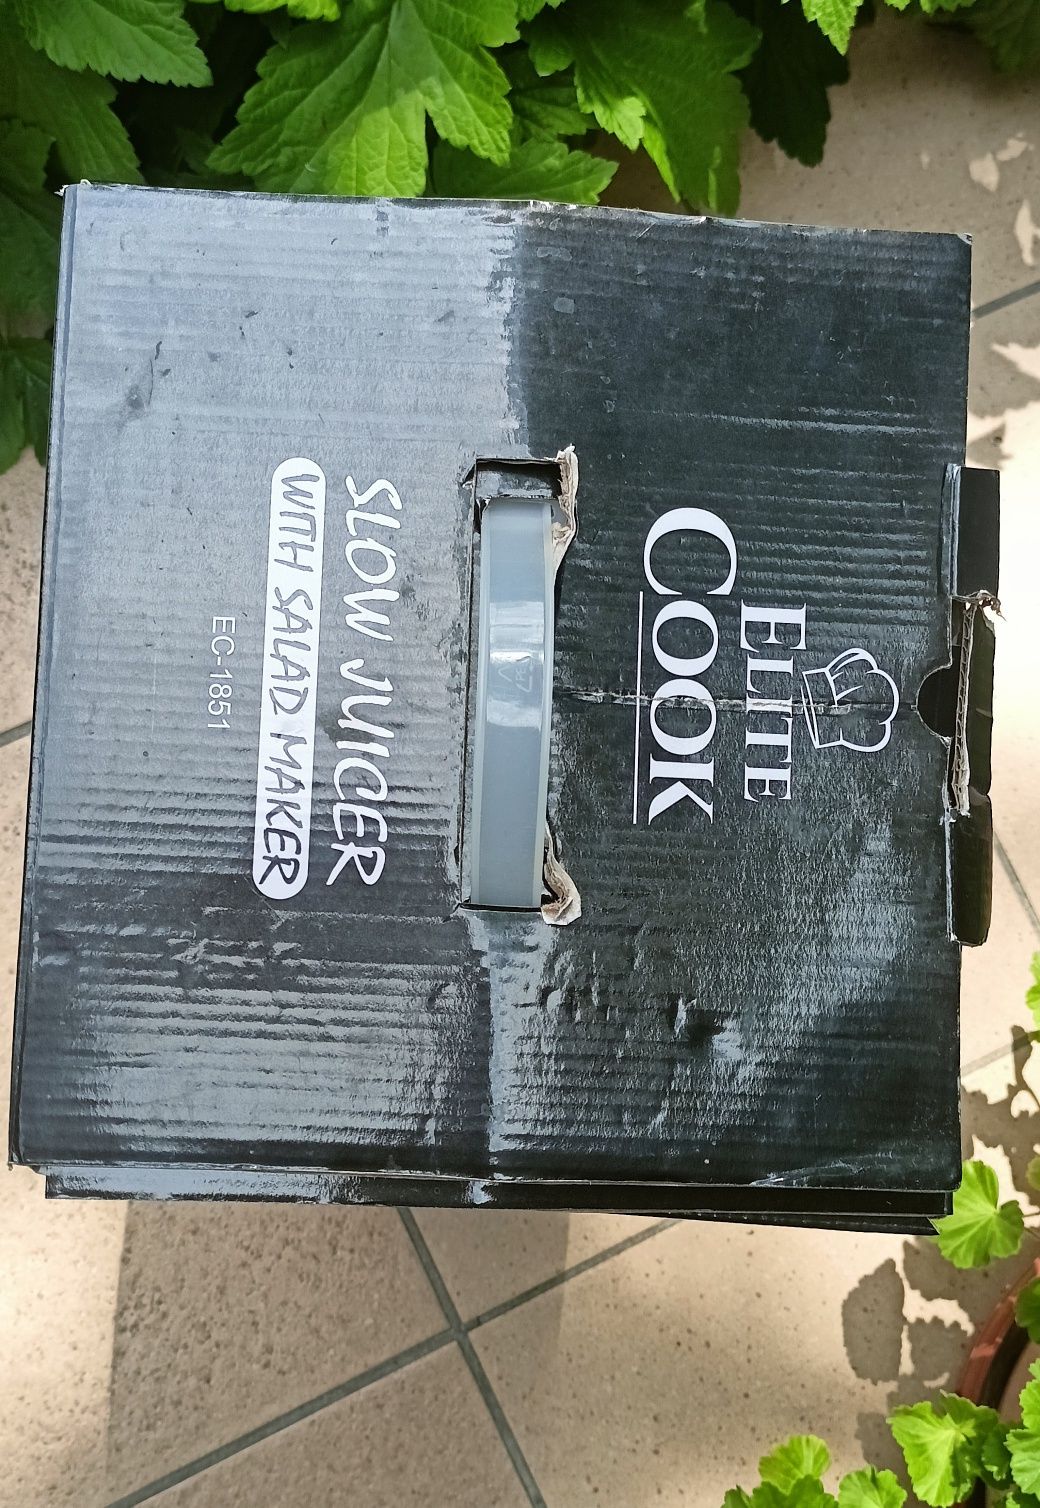 ELITE
COOK
SLOW JUICER
WITH SALAD MAKER
EC-1851